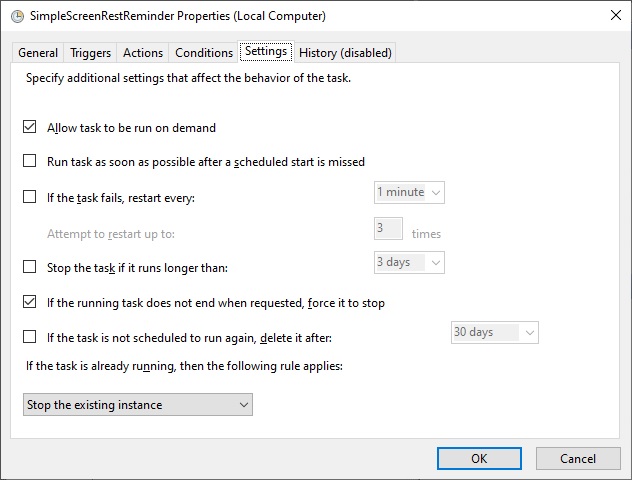 SimpleScreenRestReminder Properties (Local Computer)
General Triggers Actions Conditions Settings History (disabled)
Specify additional settings that affect the behavior of the task.
Allow task to be run on demand
Run task as soon as possible after a scheduled start is missed
If the task fails, restart every: 1 minute
Attempt to restart up to: 3 times
Stop the task if it runs longer than: 3 days
If the running task does not end when requested, force it to stop
If the task is not scheduled to run again, delete it after: 30 days
If the task is already running, then the following rule applies:
Stop the existing instance
OK Cancel